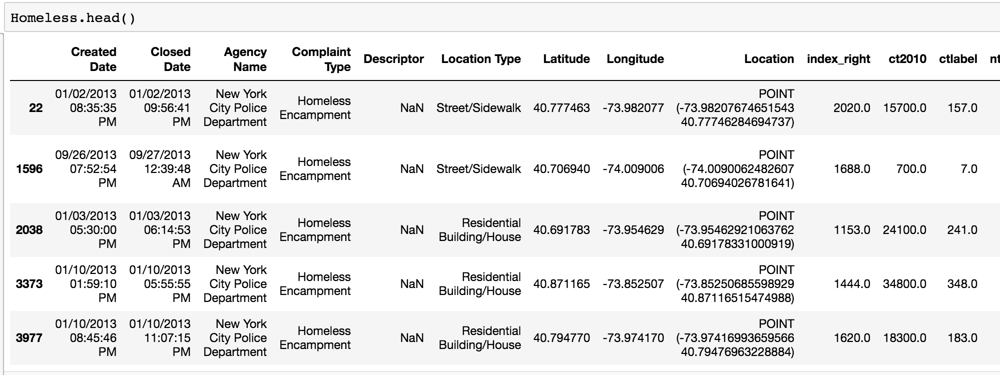 Homeless.head()
Created Date Closed Date Agency Name Complaint Type Descriptor Location Type Latitude Longitude Location index_right ct2010 ctlabel nt
22 01/02/2013 08:35:35 PM 01/02/2013 09:56:41 PM New York City Police Department Homeless Encampment NaN Street/Sidewalk 40.777463 -73.982077 POINT (-73.98207674651543 40.77746284694737) 2020.0 15700.0 157.0
1596 09/26/2013 07:52:54 PM 09/27/2013 12:39:48 AM New York City Police Department Homeless Encampment NaN Street/Sidewalk 40.706940 -74.009006 POINT (-74.0090062482607 40.70694026781641) 1688.0 700.0 7.0
2038 01/03/2013 05:30:00 PM 01/03/2013 06:14:53 PM New York City Police Department Homeless Encampment NaN Residential Building/House 40.691783 -73.954629 POINT (-73.95462921063762 40.69178331000919) 1153.0 24100.0 241.0
3373 01/10/2013 01:59:10 PM 01/10/2013 05:55:55 PM New York City Police Department Homeless Encampment NaN Residential Building/House 40.871165 -73.852507 POINT (-73.85250685598929 40.87116515474988) 1444.0 34800.0 348.0
3977 01/10/2013 08:45:46 PM 01/10/2013 11:07:15 PM New York City Police Department Homeless Encampment NaN Residential Building/House 40.794770 -73.974170 POINT (-73.97416993659566 40.79476963228884) 1620.0 18300.0 183.0